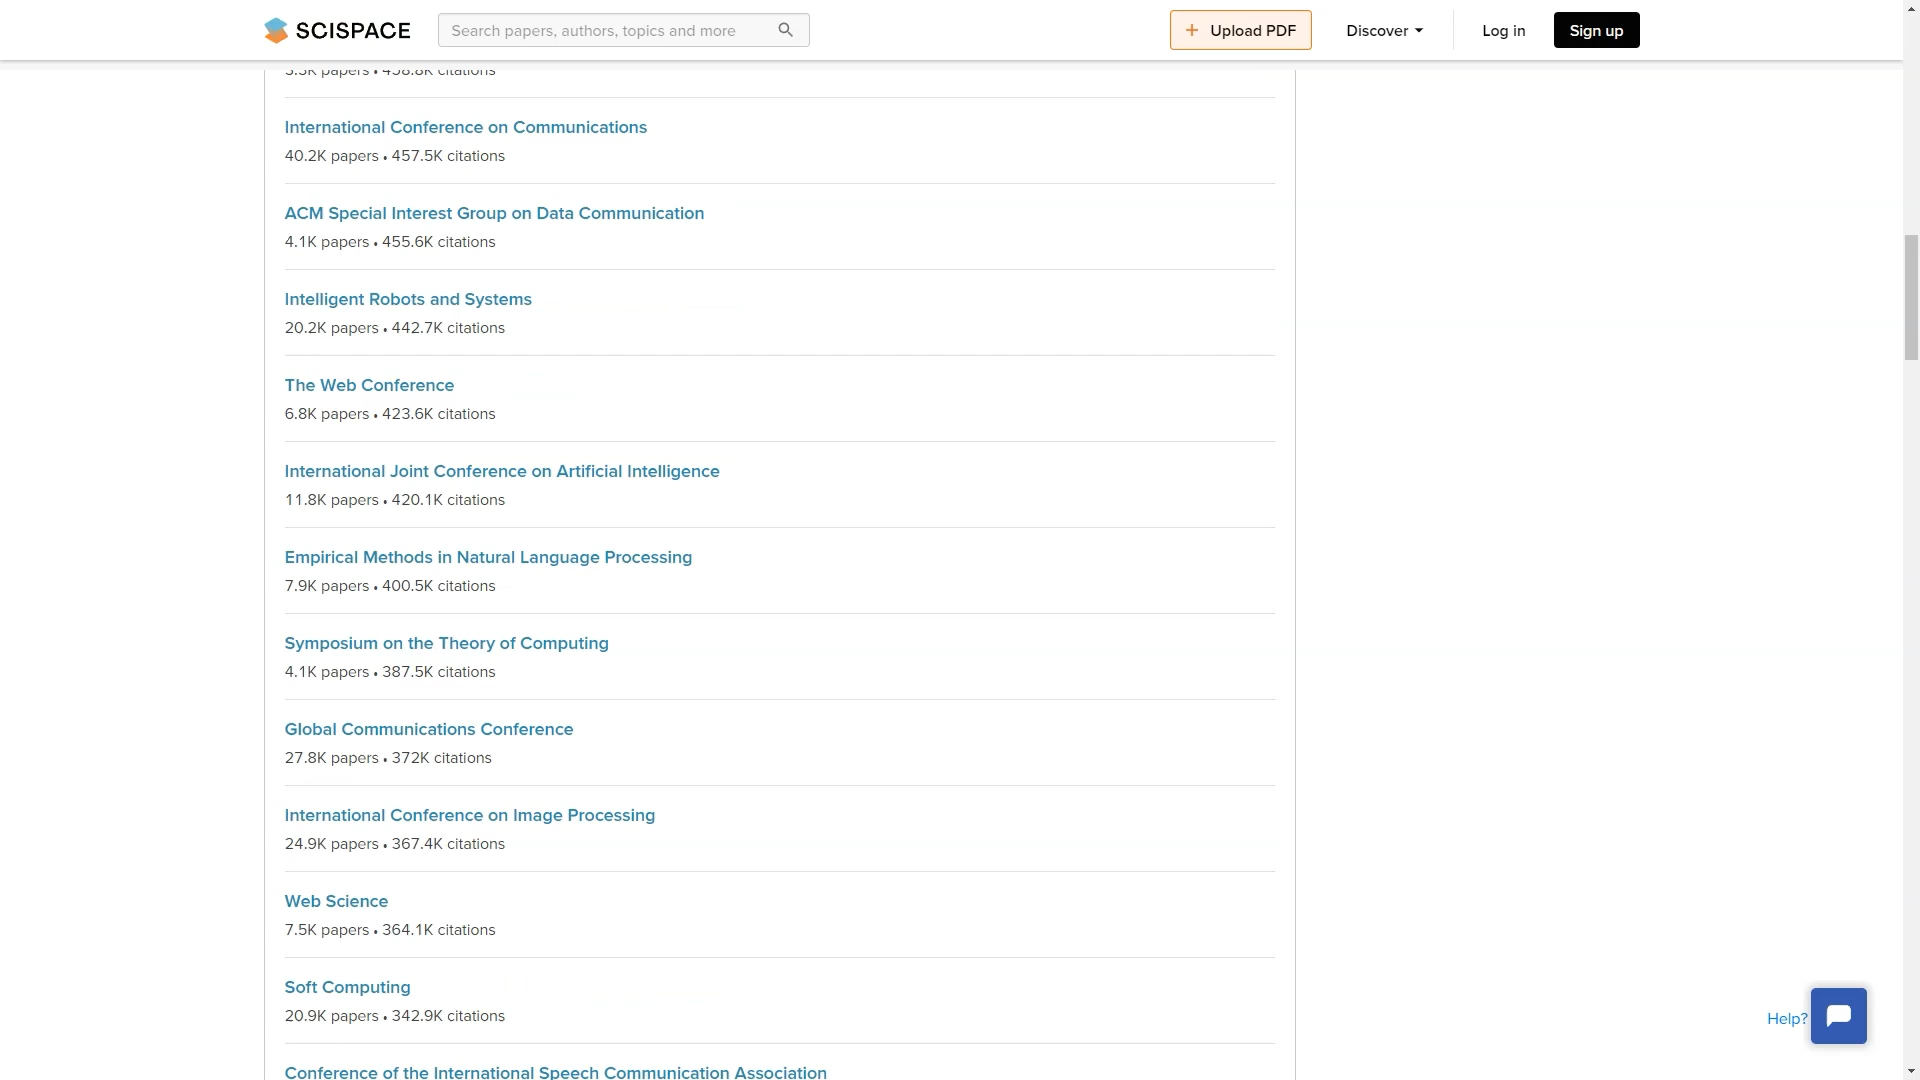 SCISPACE
Search papers, authors, topics and more
Upload PDF
Discover
Log in
Sign up
3.3K papers • 458.8K citations
International Conference on Communications
40.2K papers • 457.5K citations
ACM Special Interest Group on Data Communication
4.1K papers • 455.6K citations
Intelligent Robots and Systems
20.2K papers • 442.7K citations
The Web Conference
6.8K papers • 423.6K citations
International Joint Conference on Artificial Intelligence
11.8K papers • 420.1K citations
Empirical Methods in Natural Language Processing
7.9K papers • 400.5K citations
Symposium on the Theory of Computing
4.1K papers • 387.5K citations
Global Communications Conference
27.8K papers • 372K citations
International Conference on Image Processing
24.9K papers • 367.4K citations
Web Science
7.5K papers • 364.1K citations
Soft Computing
20.9K papers • 342.9K citations
Help?
Conference of the International Speech Communication Association